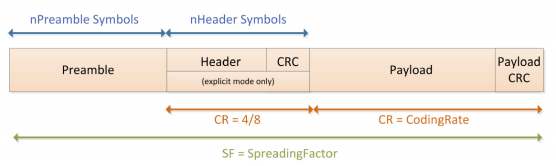 nPreamble Symbols nHeader Symbols
Preamble Header CRC Payload Payload CRC
(explicit mode only)
CR = 4/8 CR = CodingRate
SF = SpreadingFactor